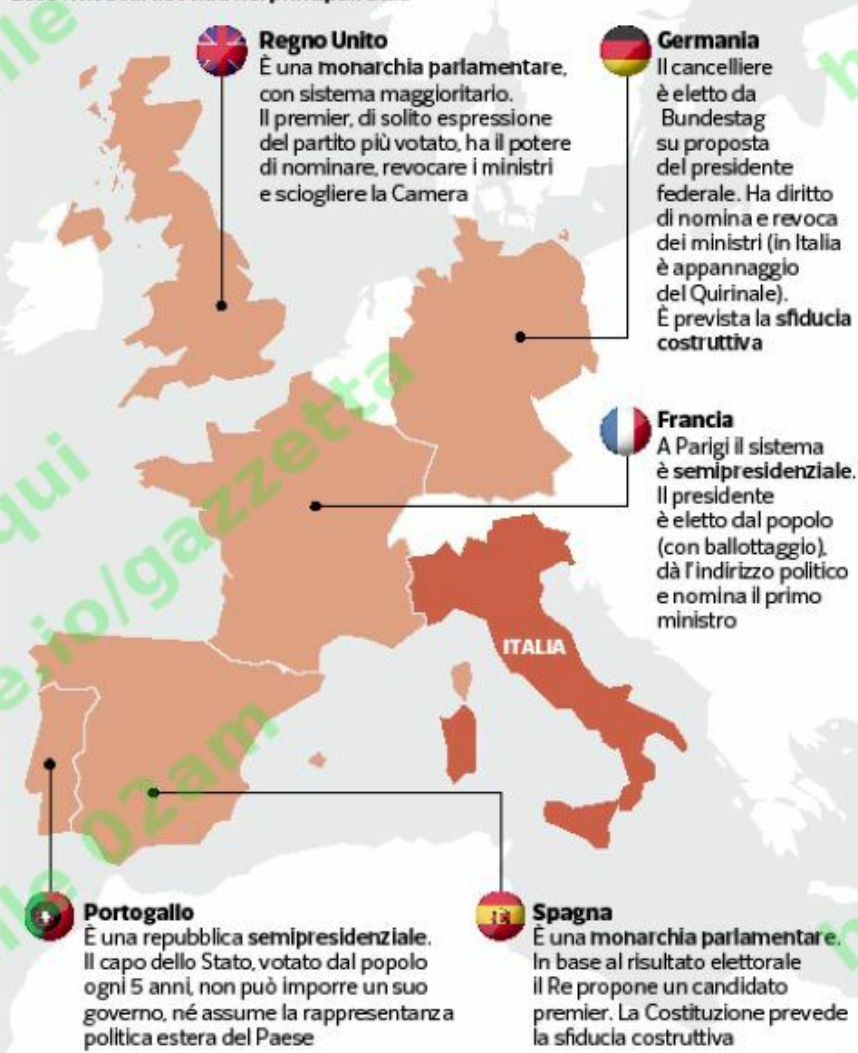 Regno Unito
È una monarchia parlamentare,
con sistema maggioritario.
Il premier, di solito espressione
del partito più votato, ha il potere
di nominare, revocare i ministri
e sciogliere la Camera
Germania
Il cancelliere
è eletto da
Bundestag
su proposta
del presidente
federale. Ha diritto
di nomina e revoca
dei ministri (in Italia
è appannaggio
del Quirinale).
È prevista la sfiducia
costruttiva
Francia
A Parigi il sistema
è semipresidenziale.
Il presidente
è eletto dal popolo
(con ballottaggio),
dà l'indirizzo politico
e nomina il primo
ministro
ITALIA
Portogallo
È una repubblica semipresidenziale.
Il capo dello Stato, votato dal popolo
ogni 5 anni, non può imporre un suo
governo, né assume la rappresentanza
politica estera del Paese
Spagna
È una monarchia parlamentare.
In base al risultato elettorale
il Re propone un candidato
premier. La Costituzione prevede
la sfiducia costruttiva
qui
e.io/gazzetta
lle 02am